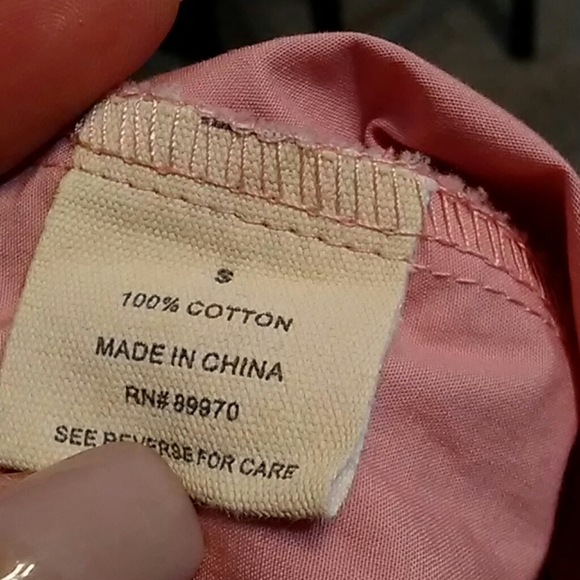 S
100% COTTON
MADE IN CHINA
RN# 89970
SEE REVERSE FOR CARE